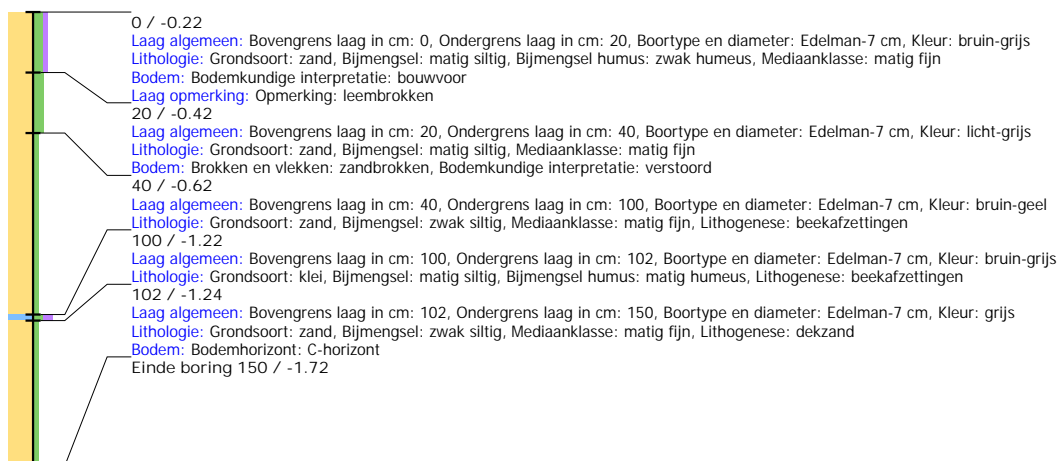 0 / -0.22
Laag algemeen: Bovengrens laag in cm: 0, Ondergrens laag in cm: 20, Boortype en diameter: Edelman-7 cm, Kleur: bruin-grijs
Lithologie: Grondsoort: zand, Bijmengsel: matig siltig, Bijmengsel humus: zwak humeus, Mediaanklasse: matig fijn
Bodem: Bodemkundige interpretatie: bouwvoor
Laag opmerking: Opmerking: leembrokken
20 / -0.42
Laag algemeen: Bovengrens laag in cm: 20, Ondergrens laag in cm: 40, Boortype en diameter: Edelman-7 cm, Kleur: licht-grijs
Lithologie: Grondsoort: zand, Bijmengsel: matig siltig, Mediaanklasse: matig fijn
Bodem: Brokken en vlekken: zandbrokken, Bodemkundige interpretatie: verstoord
40 / -0.62
Laag algemeen: Bovengrens laag in cm: 40, Ondergrens laag in cm: 100, Boortype en diameter: Edelman-7 cm, Kleur: bruin-geel
Lithologie: Grondsoort: zand, Bijmengsel: zwak siltig, Mediaanklasse: matig fijn, Lithogenese: beekafzettingen
100 / -1.22
Laag algemeen: Bovengrens laag in cm: 100, Ondergrens laag in cm: 102, Boortype en diameter: Edelman-7 cm, Kleur: bruin-grijs
Lithologie: Grondsoort: klei, Bijmengsel: matig siltig, Bijmengsel humus: matig humeus, Lithogenese: beekafzettingen
102 / -1.24
Laag algemeen: Bovengrens laag in cm: 102, Ondergrens laag in cm: 150, Boortype en diameter: Edelman-7 cm, Kleur: grijs
Lithologie: Grondsoort: zand, Bijmengsel: zwak siltig, Mediaanklasse: matig fijn, Lithogenese: dekzand
Bodem: Bodemhorizont: C-horizont
Einde boring 150 / -1.72